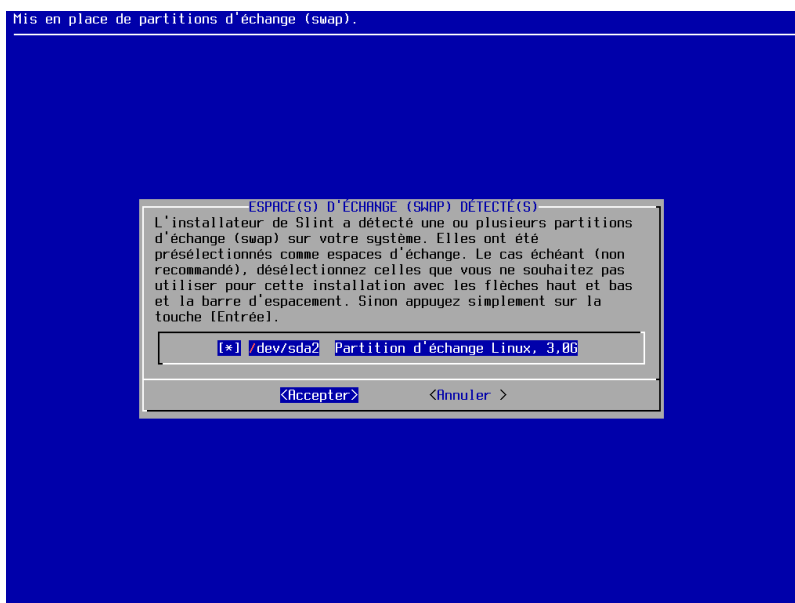 Mis en place de partitions d'échange (swap).
ESPACE(S) D'ÉCHANGE (SWAP) DÉTECTÉ(S)
L'installateur de Slint a détecté une ou plusieurs partitions
d'échange (swap) sur votre système. Elles ont été
présélectionnés comme espaces d'échange. Le cas échéant (non
recommandé), désélectionnez celles que vous ne souhaitez pas
utiliser pour cette installation avec les flèches haut et bas
et la barre d'espacement. Sinon appuyez simplement sur la
touche [Entrée].
[*] /dev/sda2 Partition d'échange Linux, 3,0G
<Accepter> <Annuler >